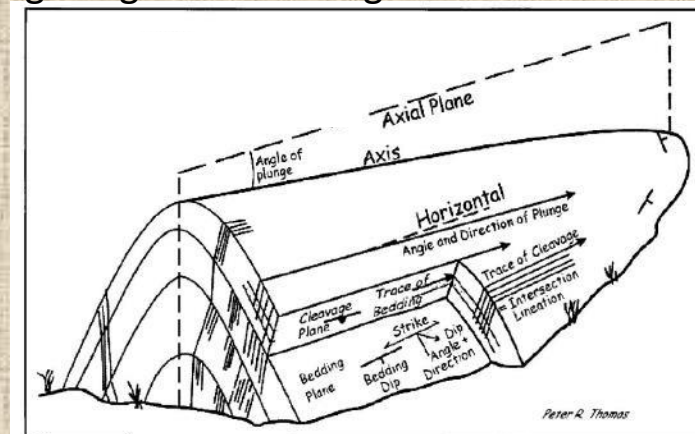 Axial Plane
Angle of
plunge
Axis
Horizontal
Angle and Direction of Plunge
Trace of Cleavage
Cleavage
Plane
Trace of
Bedding
= Intersection
Lineation
Strike
Dip
Angle +
Direction
Bedding
Plane
Bedding
Dip
Peter R. Thomas